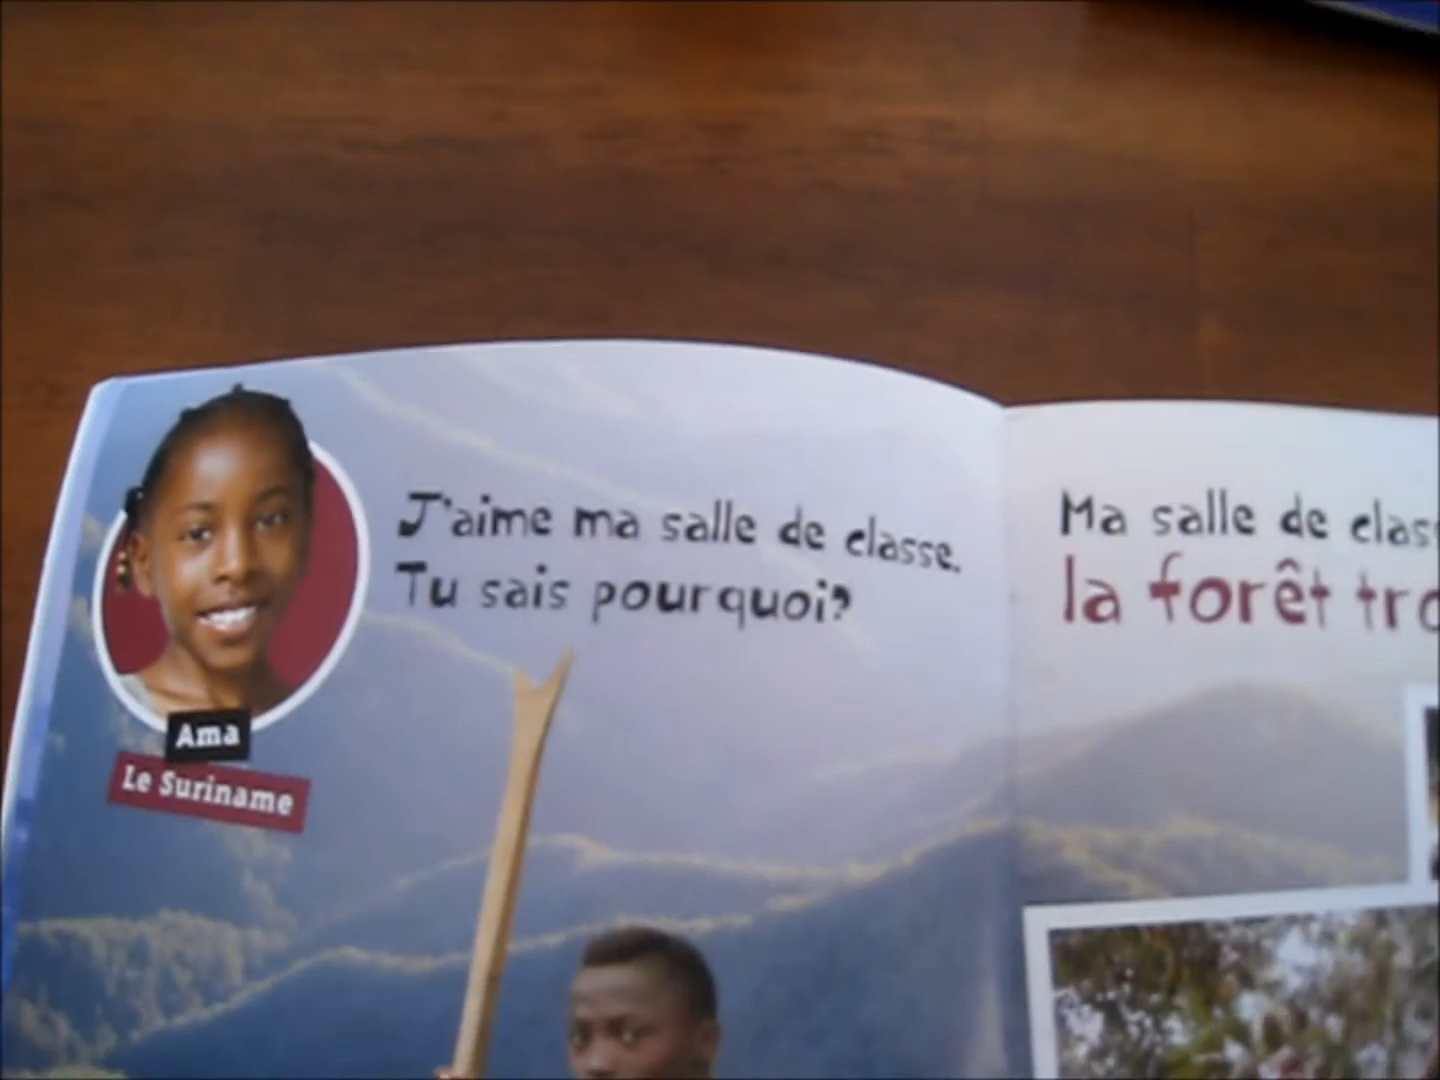 J'aime ma salle de classe.
Tu sais pourquoi?
Ama
Le Suriname
Ma salle de
la forêt